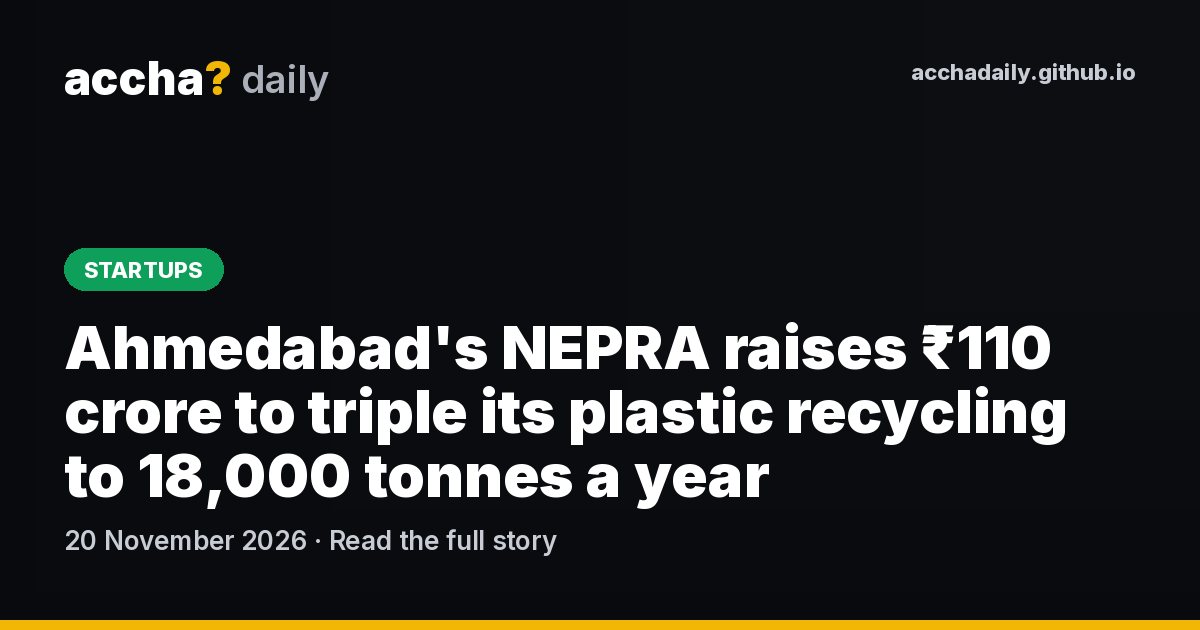 accha? daily
acchadaily.github.io
STARTUPS
Ahmedabad's NEPRA raises ₹110
crore to triple its plastic recycling
to 18,000 tonnes a year
20 November 2026 · Read the full story